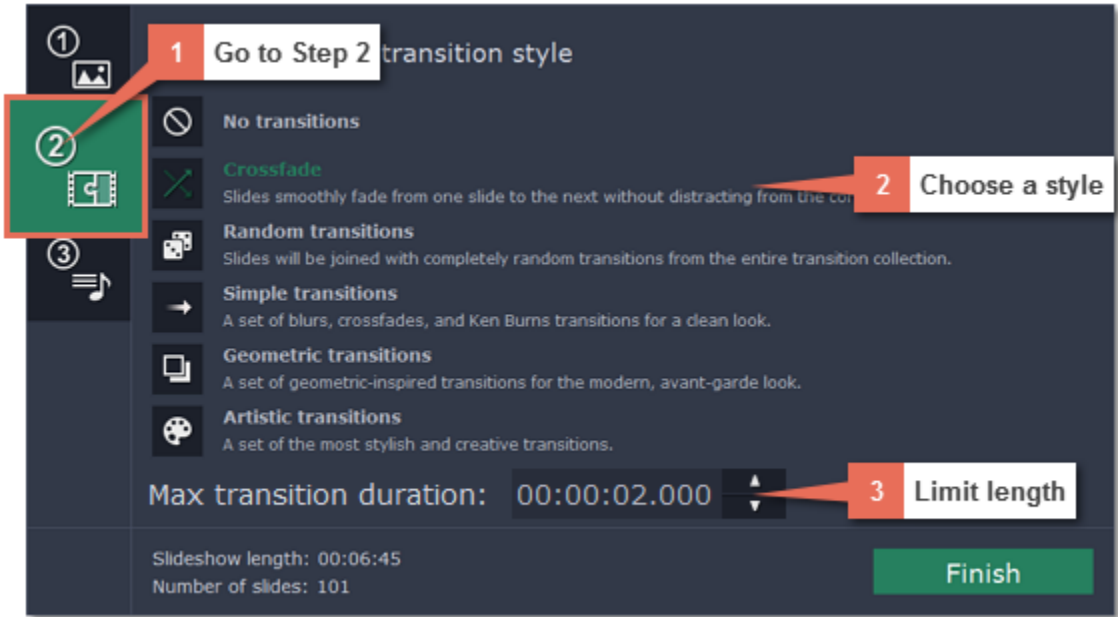 1
1 Go to Step 2 transition style
2
No transitions
Crossfade
Slides smoothly fade from one slide to the next without distracting from the
2 Choose a style
3
Random transitions
Slides will be joined with completely random transitions from the entire transition collection.
Simple transitions
A set of blurs, crossfades, and Ken Burns transitions for a clean look.
Geometric transitions
A set of geometric-inspired transitions for the modern, avant-garde look.
Artistic transitions
A set of the most stylish and creative transitions.
Max transition duration: 00:00:02.000
3 Limit length
Slideshow length: 00:06:45
Number of slides: 101
Finish